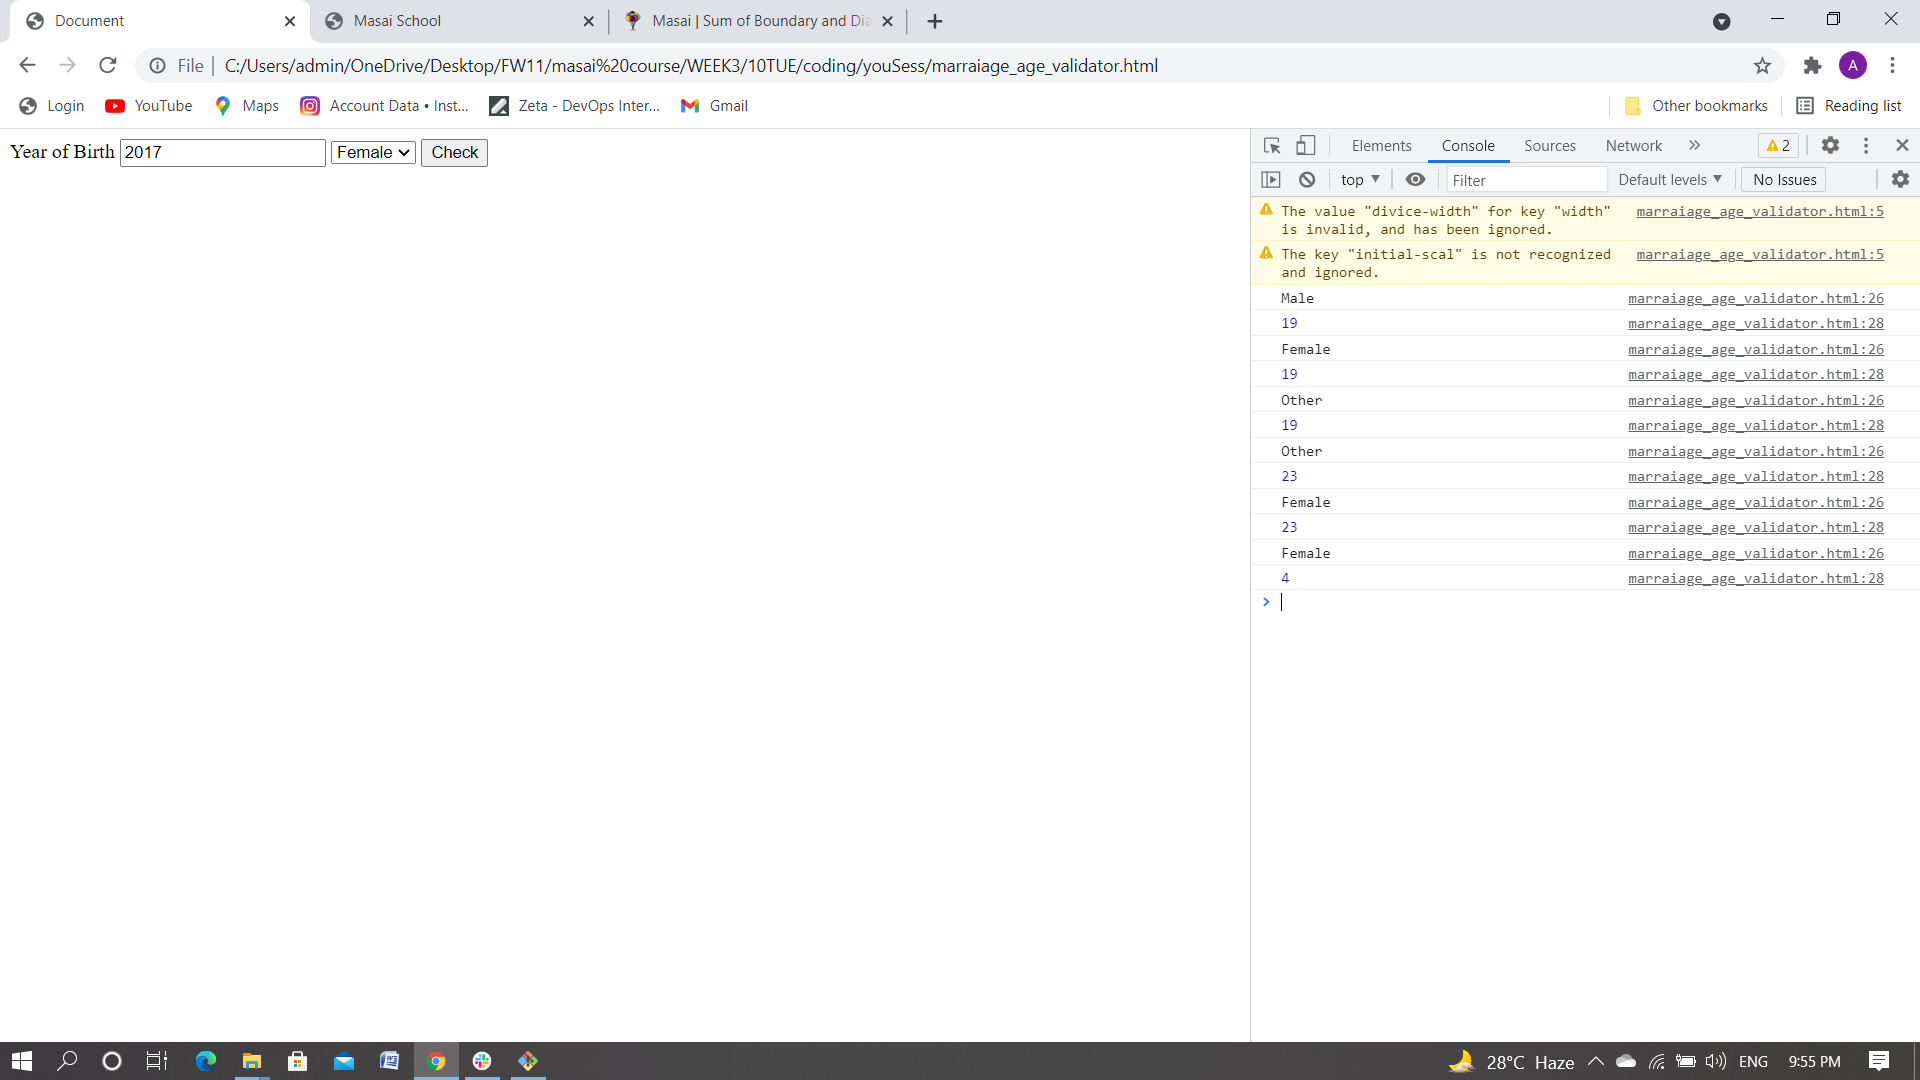 Document
Masai School
Masai | Sum of Boundary and Dia
File
C:/Users/admin/OneDrive/Desktop/FW11/masai%20course/WEEK3/10TUE/coding/youSess/marraiage_age_validator.html
A
Login YouTube Maps Account Data • Inst... Zeta - DevOps Inter... Gmail Other bookmarks Reading list
Year of Birth 2017 Female Check
Elements Console Sources Network » 2
top Filter Default levels No Issues
The value "divice-width" for key "width" marraiage_age_validator.html:5
is invalid, and has been ignored.
The key "initial-scal" is not recognized marraiage_age_validator.html:5
and ignored.
Male marraiage_age_validator.html:26
19 marraiage_age_validator.html:28
Female marraiage_age_validator.html:26
19 marraiage_age_validator.html:28
Other marraiage_age_validator.html:26
19 marraiage_age_validator.html:28
Other marraiage_age_validator.html:26
23 marraiage_age_validator.html:28
Female marraiage_age_validator.html:26
23 marraiage_age_validator.html:28
Female marraiage_age_validator.html:26
4 marraiage_age_validator.html:28
>
28°C Haze ENG 9:55 PM